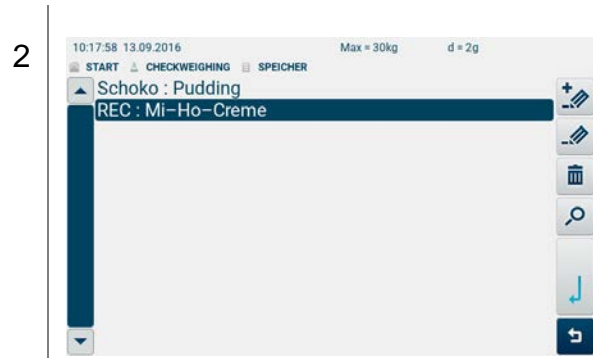 2
10:17:58 13.09.2016 Max = 30kg d = 2g
START CHECKWEIGHING SPEICHER
Schoko : Pudding
REC : Mi-Ho-Creme